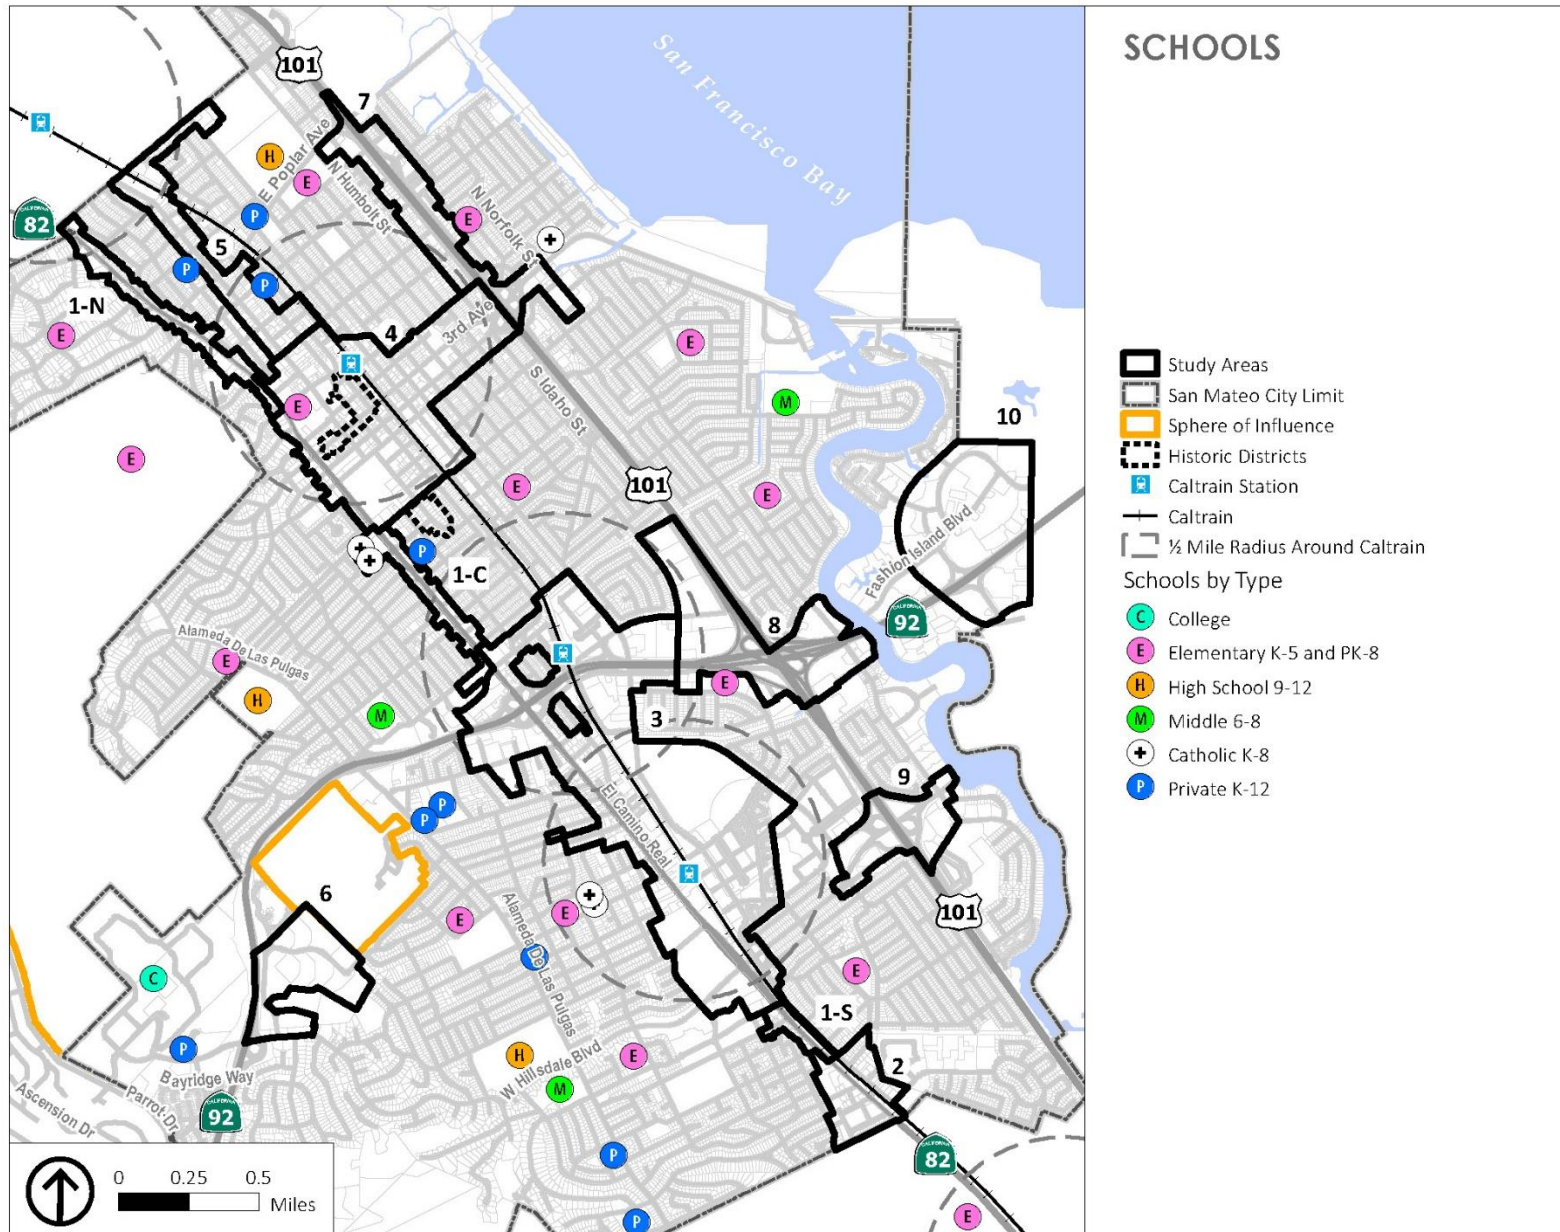 SCHOOLS
Study Areas
San Mateo City Limit
Sphere of Influence
Historic Districts
Caltrain Station
Caltrain
½ Mile Radius Around Caltrain
Schools by Type
C College
E Elementary K-5 and PK-8
H High School 9-12
M Middle 6-8
Catholic K-8
P Private K-12
San Francisco Bay
101
7
E Poplar Ave
H
E
N Humbolt St
CALIFORNIA
82
P
5
N Norfolk St
E
P
P
1-N
E
4
3rd Ave
E
S Idaho St
M
E
10
E
E
101
E
Fashion Island Blvd
P
1-C
CALIFORNIA
92
8
Alameda De Las Pulgas
E
H
M
E
3
9
P
P
El Camino Real
6
Alameda De Las Pulgas
E
E
101
P
C
E
1-S
P
Bayridge Way
H
W Hillsdale Blvd
E
M
2
Ascension Dr
Parrot Dr
CALIFORNIA
92
P
CALIFORNIA
82
P
E
0 0.25 0.5
Miles